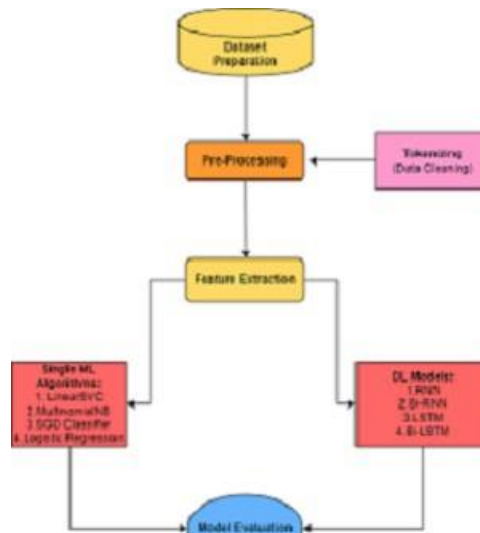 Dataset
Preparation
Pre-Processing
Tokenizing
(Data Cleaning)
Feature Extraction
Single ML
Algorithms:
1. LinearSVC
2.MultinomialNB
3.SGD Classifier
4. Logistic Regression
DL Models:
1.RNN
2.Bi-RNN
3.LSTM
4.Bi-LSTM
Model Evaluation